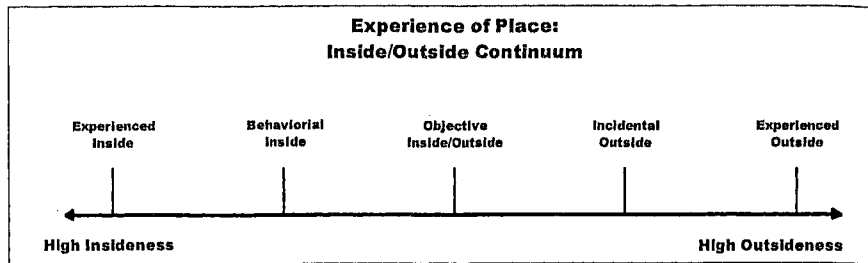 Experience of Place:
Inside/Outside Continuum
Experienced
Inside
Behaviorial
Inside
Objective
Inside/Outside
Incidental
Outside
Experienced
Outside
High Insideness
High Outsideness